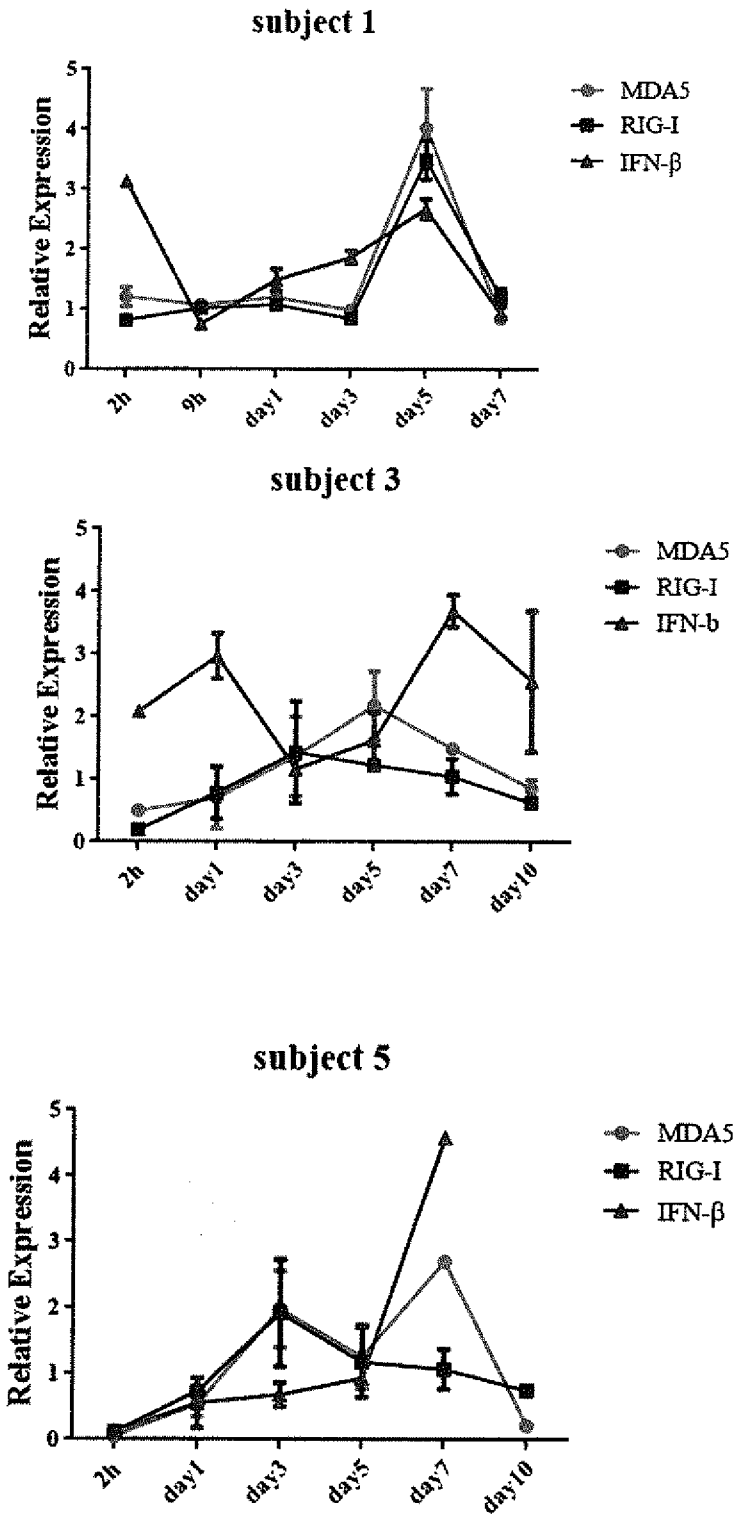 subject 1
5
4
3
2
1
0
Relative Expression
2h
9h
day1
day3
day5
day7
MDA5
RIG-I
IFN-β
subject 3
5
4
3
2
1
0
Relative Expression
2h
day1
day3
day5
day7
day10
MDA5
RIG-I
IFN-b
subject 5
5
4
3
2
1
0
Relative Expression
2h
day1
day3
day5
day7
day10
MDA5
RIG-I
IFN-β